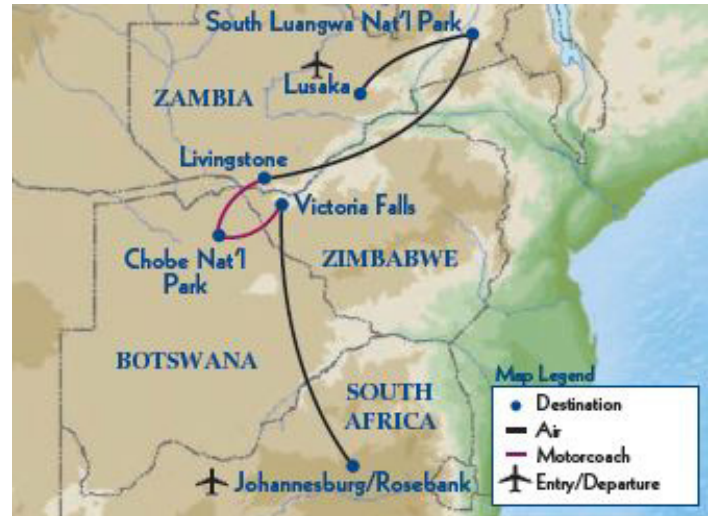 South Luangwa Nat'l Park
Lusaka
ZAMBIA
Livingstone
Victoria Falls
Chobe Nat'l
Park
ZIMBABWE
BOTSWANA
SOUTH
AFRICA
Johannesburg/Rosebank
Map Legend
Destination
Air
Motorcoach
Entry/Departure